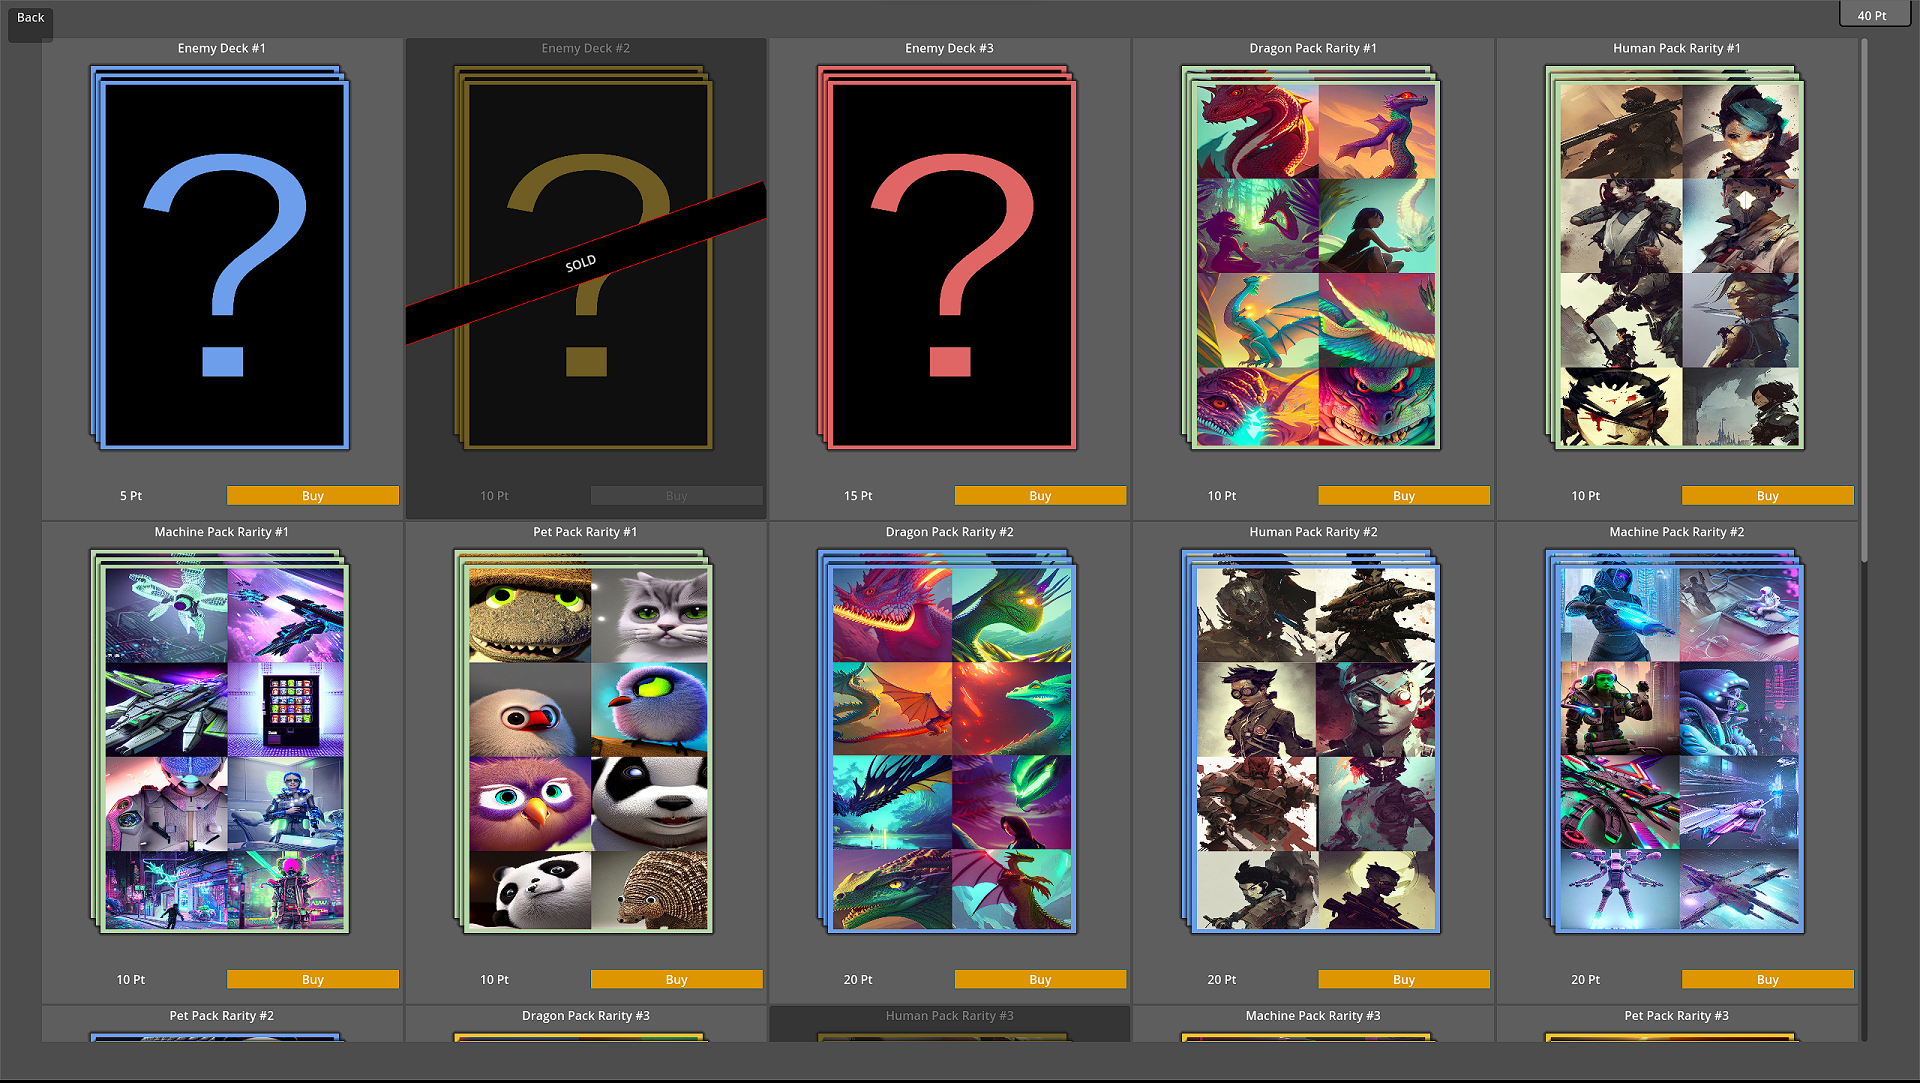 Back
40 Pt
Enemy Deck #1
Enemy Deck #2
Enemy Deck #3
Dragon Pack Rarity #1
Human Pack Rarity #1
?
?
?
SOLD
5 Pt
Buy
10 Pt
Buy
15 Pt
Buy
10 Pt
Buy
10 Pt
Buy
Machine Pack Rarity #1
Pet Pack Rarity #1
Dragon Pack Rarity #2
Human Pack Rarity #2
Machine Pack Rarity #2
10 Pt
Buy
10 Pt
Buy
20 Pt
Buy
20 Pt
Buy
20 Pt
Buy
Pet Pack Rarity #2
Dragon Pack Rarity #3
Human Pack Rarity #3
Machine Pack Rarity #3
Pet Pack Rarity #3